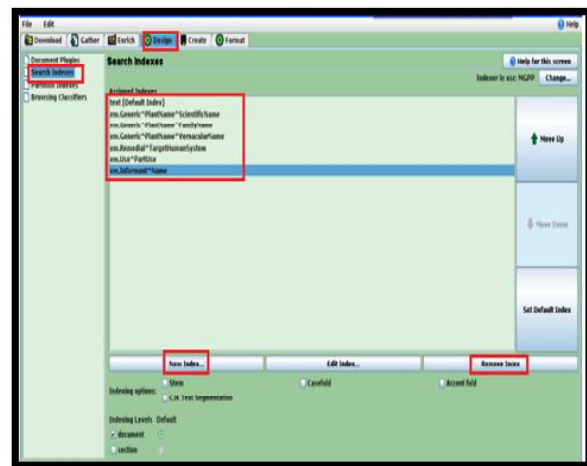 File Edit Help
Download Gather Enrich Design Create Format
Document Plugins
Search Indexes
Partition Indexes
Browsing Classifiers
Search Indexes
Help for this screen
Indexer in use: MGPP Change...
Assigned Indexes
text [Default Index]
em.Generic^PlantName^ScientificName
em.Generic^PlantName^FamilyName
em.Generic^PlantName^VernacularName
em.Remedial^TargetHumanSystem
em.Use^PartUse
em.Informant^Name
Move Up
Move Down
Set Default Index
New Index... Edit Index... Remove Index
Indexing options: Stem Casefold Accent fold
CJK Text Segmentation
Indexing Levels Default
document
section